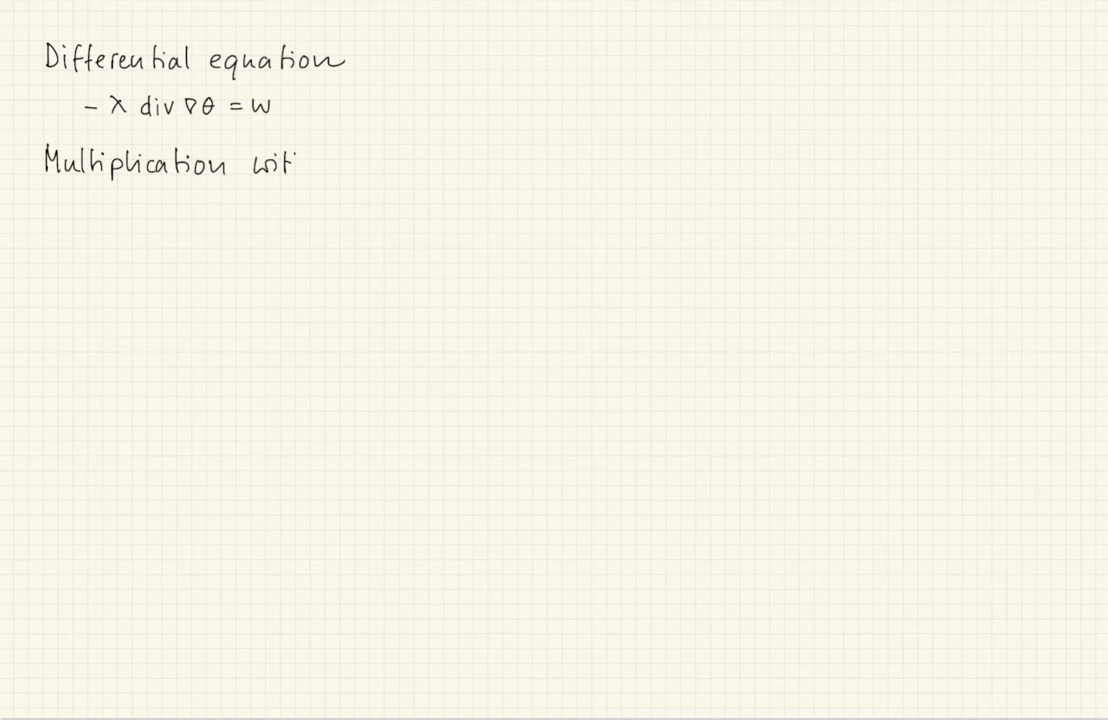 Differential equation
- λ div ∇θ = w
Multiplication wit